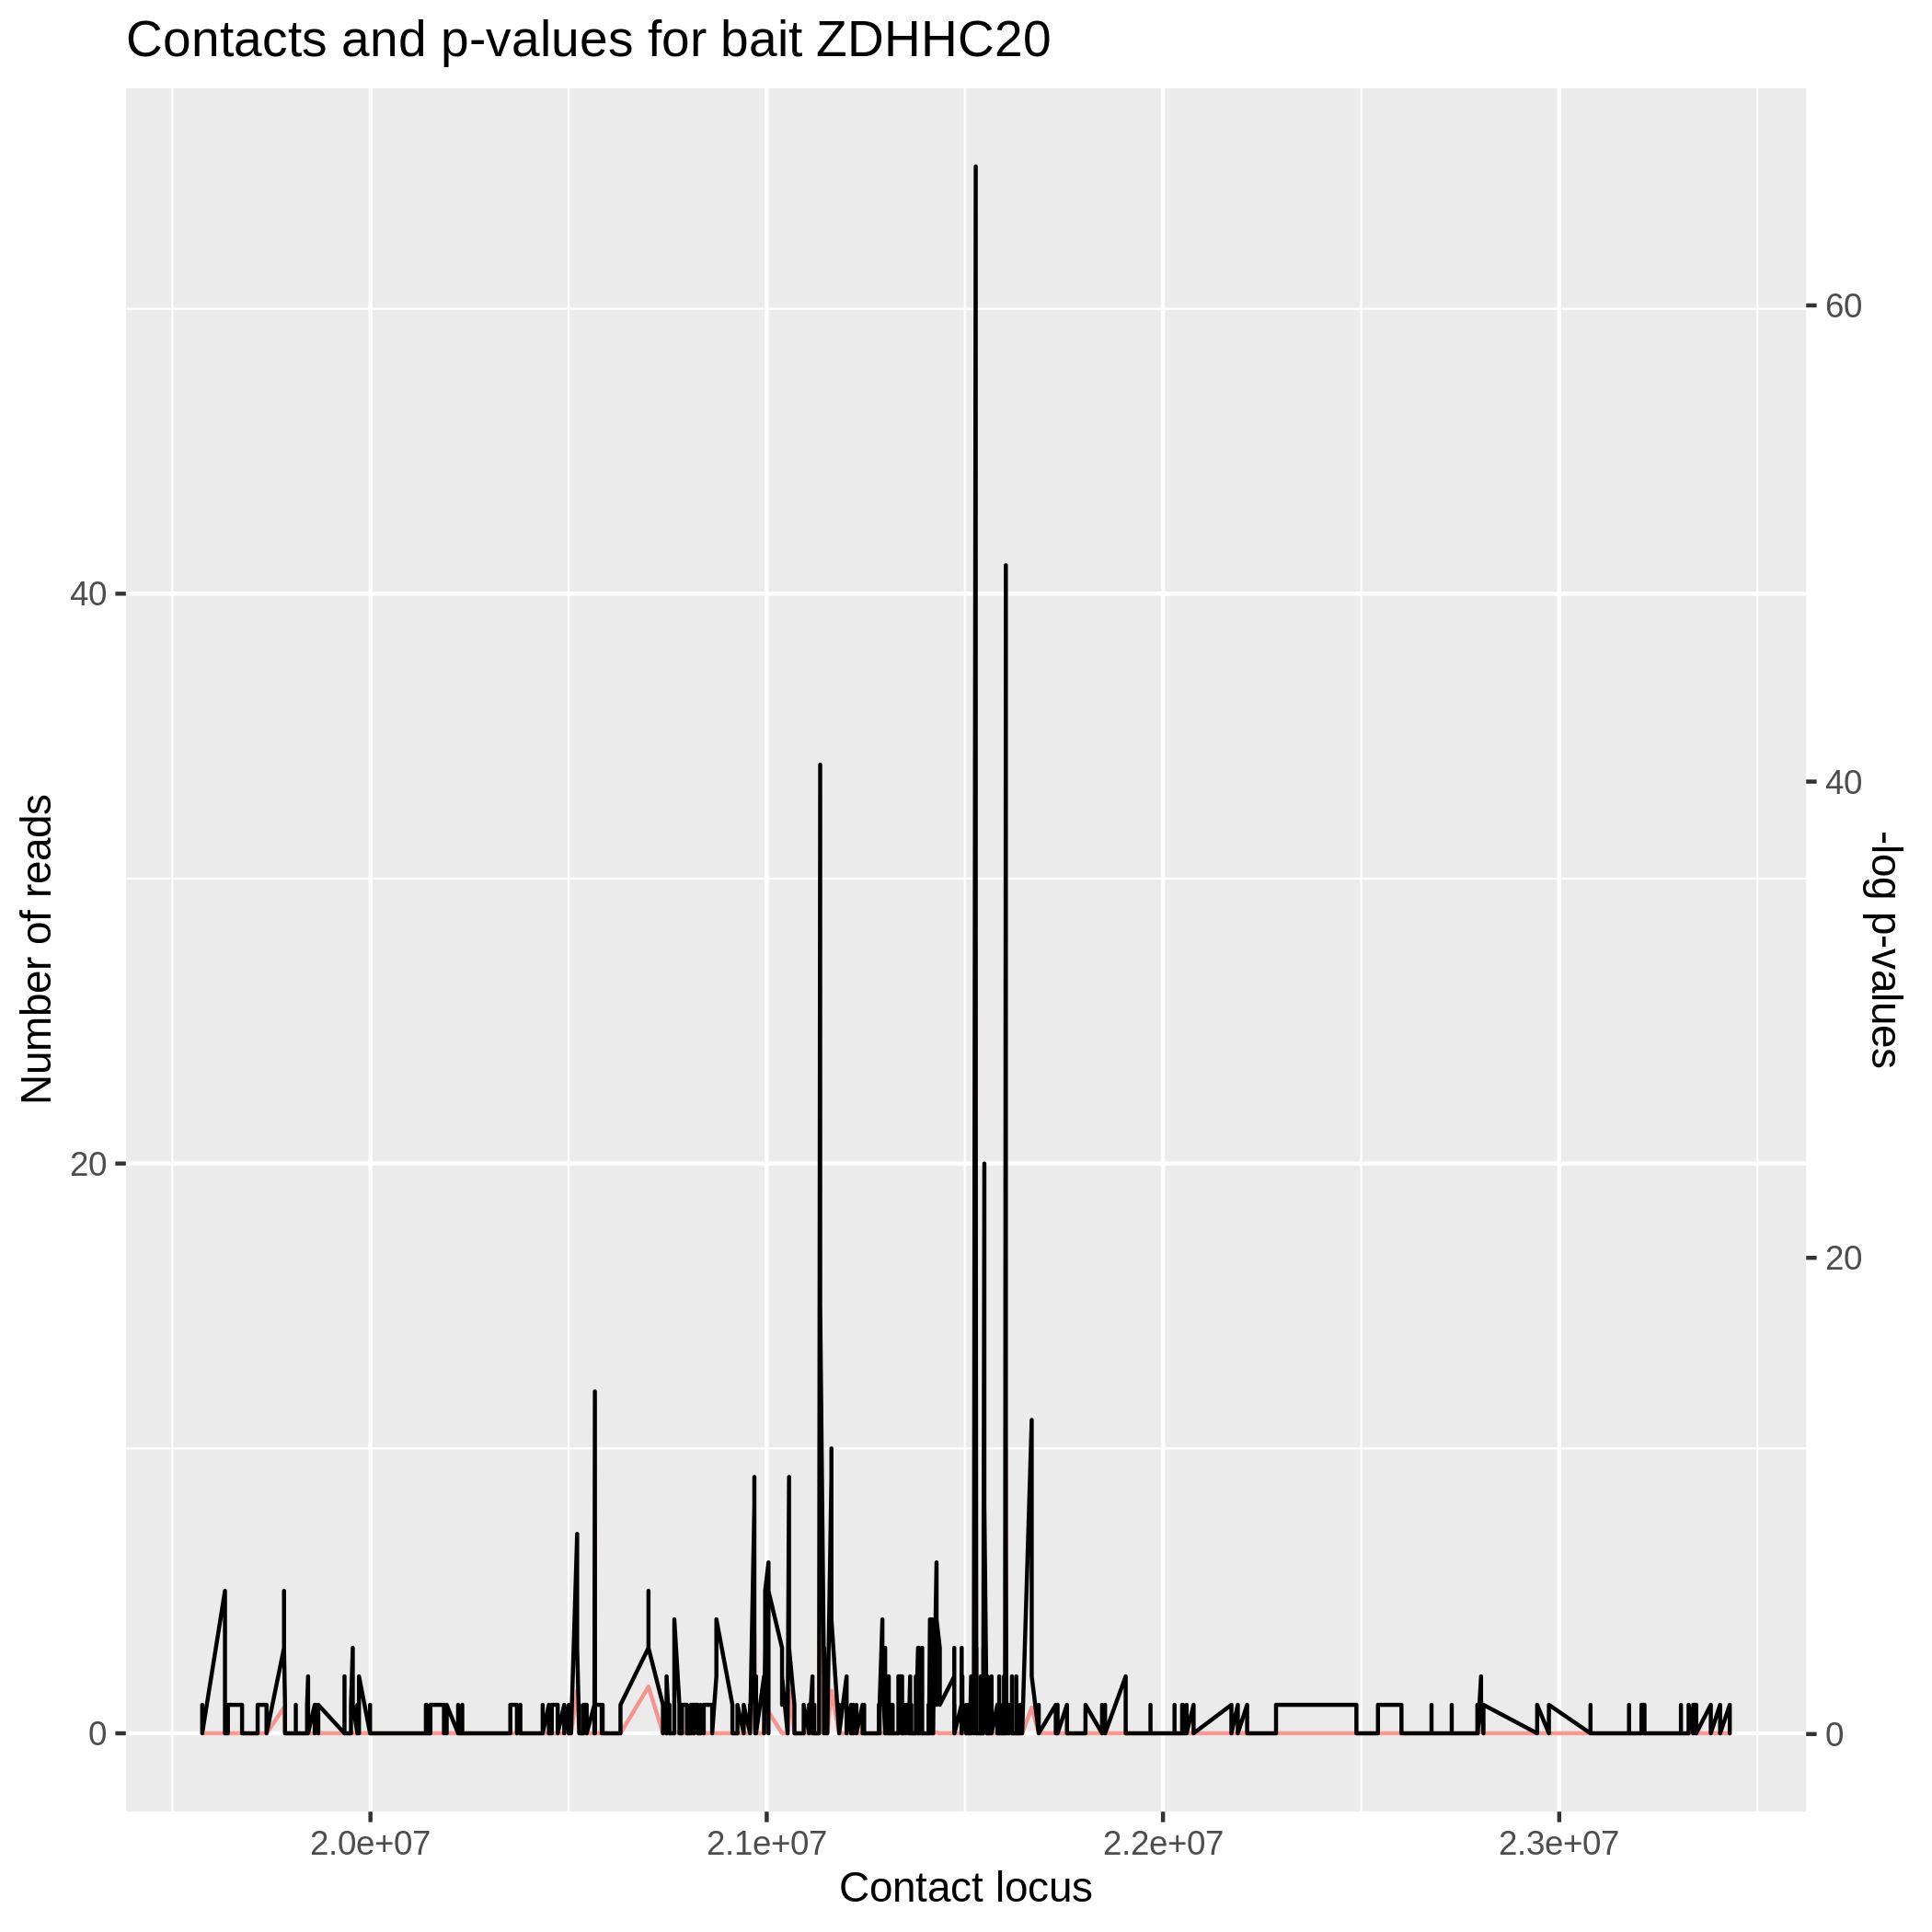 Contacts and p-values for bait ZDHHC20
Number of reads
40
20
0
60
40
20
0
-log p-values
2.0e+07
2.1e+07
2.2e+07
2.3e+07
Contact locus